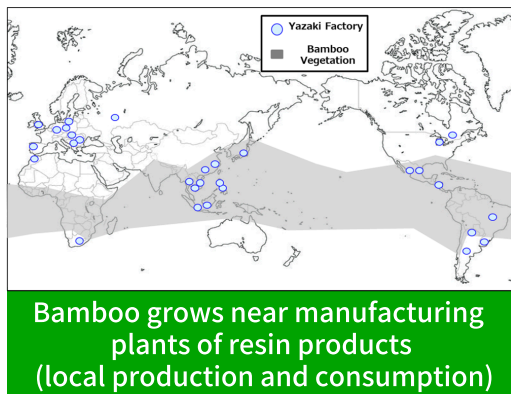 Yazaki Factory
Bamboo
Vegetation
Bamboo grows near manufacturing
plants of resin products
(local production and consumption)